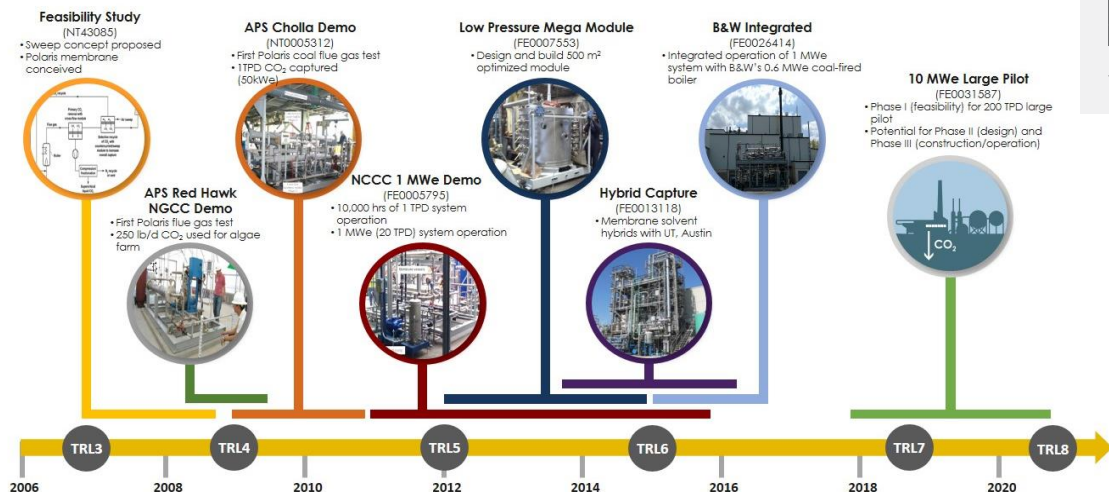 Feasibility Study
(NT43085)
• Sweep concept proposed
• Polaris membrane
conceived
APS Cholla Demo
(NT0005312)
• First Polaris coal flue gas test
• 1TPD CO₂ captured
(50kWe)
Low Pressure Mega Module
(FE0007553)
• Design and build 500 m²
optimized module
B&W Integrated
(FE0026414)
• Integrated operation of 1 MWe
system with B&W's 0.6 MWe coal-fired
boiler
10 MWe Large Pilot
(FE0031587)
• Phase I (feasibility) for 200 TPD large
pilot
• Potential for Phase II (design) and
Phase III (construction/operation)
APS Red Hawk
NGCC Demo
• First Polaris flue gas test
• 250 lb/d CO₂ used for algae
farm
NCCC 1 MWe Demo
(FE0005795)
• 10,000 hrs of 1 TPD system
operation
• 1 MWe (20 TPD) system operation
Hybrid Capture
(FE0013118)
• Membrane solvent
hybrids with UT, Austin
CO₂
TRL3
TRL4
TRL5
TRL6
TRL7
TRL8
2006
2008
2010
2012
2014
2016
2018
2020